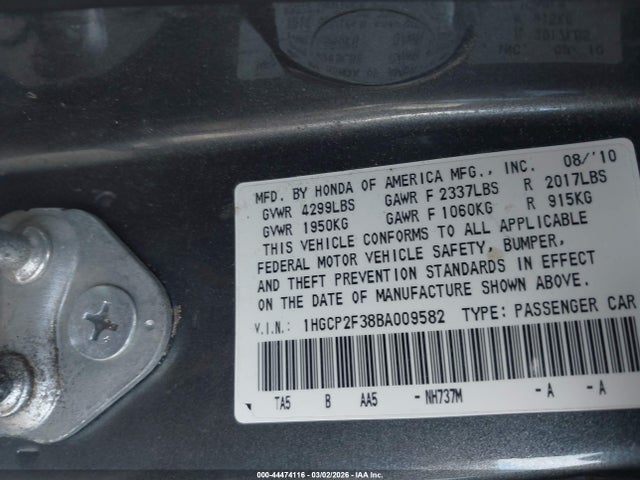 MFD. BY HONDA OF AMERICA MFG., INC. 08/'10
GVWR 4299LBS GAWR F 2337LBS R 2017LBS
GVWR 1950KG GAWR F 1060KG R 915KG
THIS VEHICLE CONFORMS TO ALL APPLICABLE
FEDERAL MOTOR VEHICLE SAFETY, BUMPER,
AND THEFT PREVENTION STANDARDS IN EFFECT
ON THE DATE OF MANUFACTURE SHOWN ABOVE.
V.I.N: 1HGCP2F38BA009582 TYPE: PASSENGER CAR
TA5 B AA5 - NH737M - A - A
000-44474116 - 03/02/2026 - IAA Inc.